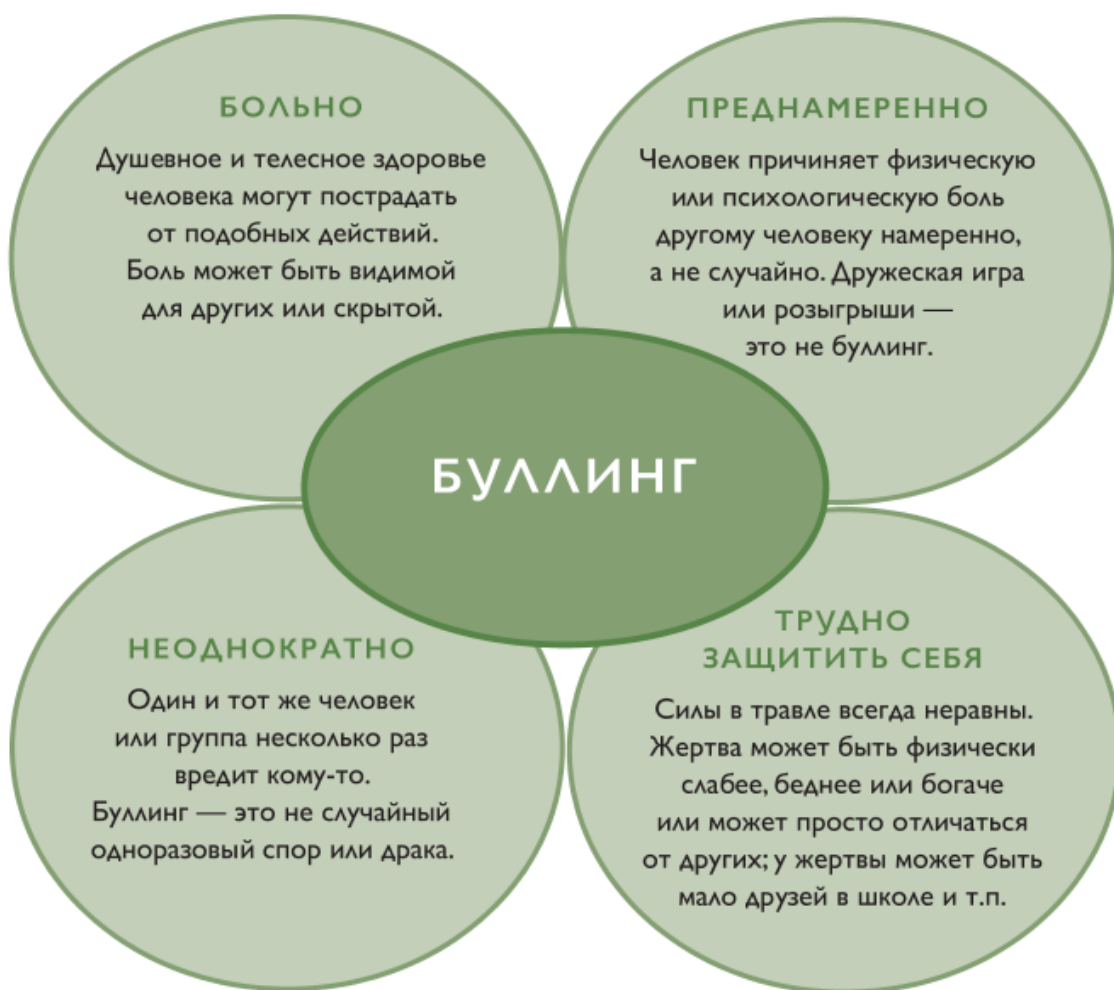 БОЛЬНО
Душевное и телесное здоровье
человека могут пострадать
от подобных действий.
Боль может быть видимой
для других или скрытой.
ПРЕДНАМЕРЕННО
Человек причиняет физическую
или психологическую боль
другому человеку намеренно,
а не случайно. Дружеская игра
или розыгрыши —
это не буллинг.
БУЛЛИНГ
НЕОДНОКРАТНО
Один и тот же человек
или группа несколько раз
вредит кому-то.
Буллинг — это не случайный
одноразовый спор или драка.
ТРУДНО
ЗАЩИТИТЬ СЕБЯ
Силы в травле всегда неравны.
Жертва может быть физически
слабее, беднее или богаче
или может просто отличаться
от других; у жертвы может быть
мало друзей в школе и т.п.